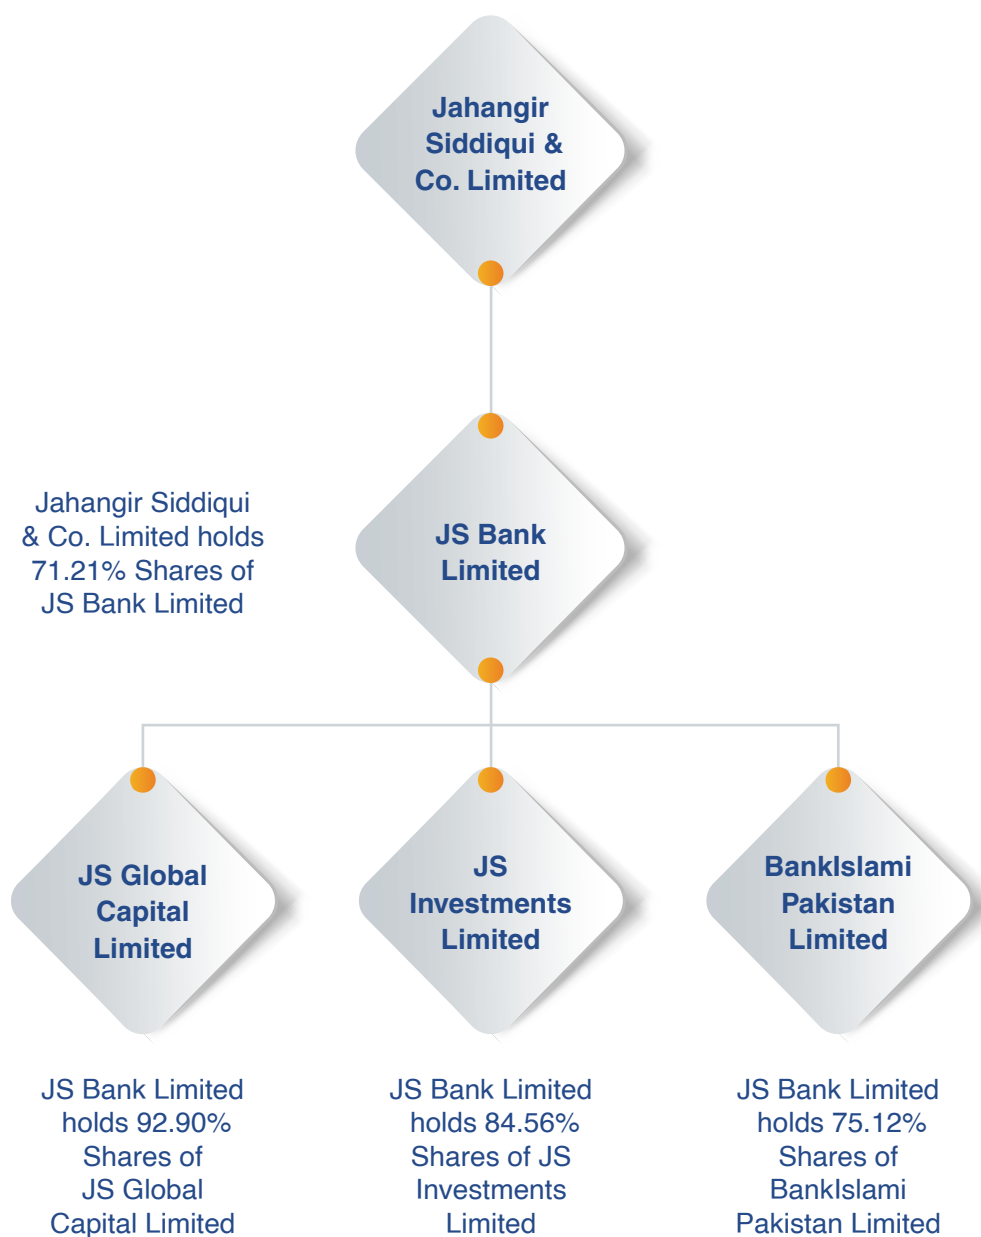 Jahangir
Siddiqui &
Co. Limited
Jahangir Siddiqui
& Co. Limited holds
71.21% Shares of
JS Bank Limited
JS Bank
Limited
JS Global
Capital
Limited
JS
Investments
Limited
BankIslami
Pakistan
Limited
JS Bank Limited
holds 92.90%
Shares of
JS Global
Capital Limited
JS Bank Limited
holds 84.56%
Shares of JS
Investments
Limited
JS Bank Limited
holds 75.12%
Shares of
BankIslami
Pakistan Limited